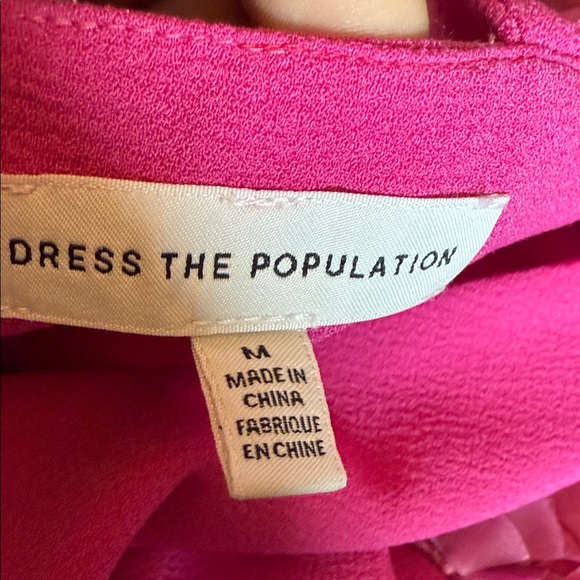 DRESS THE POPULATION
M
MADE IN
CHINA
FABRIQUE
EN CHINE